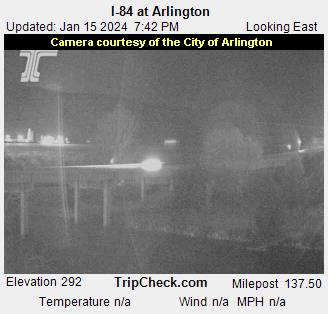 I-84 at Arlington
Updated: Jan 15 2024 7:42 PM Looking East
Camera courtesy of the City of Arlington
Elevation 292 TripCheck.com Milepost 137.50
Temperature n/a Wind n/a MPH n/a